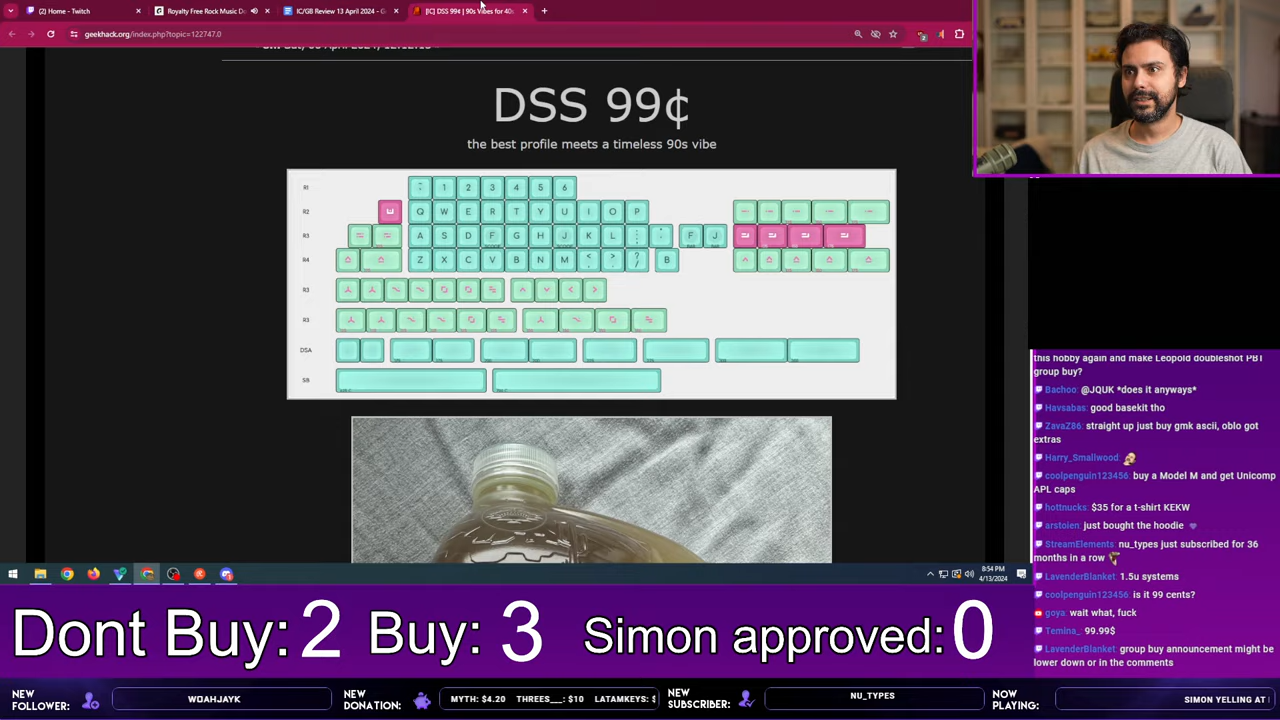 (2) Home - Twitch
Royalty Free Rock Music Do
IC/GB Review 13 April 2024 - G
[IC] DSS 99¢ | 90s Vibes for 40s
geekhack.org/index.php?topic=122747.0
DSS 99¢
the best profile meets a timeless 90s vibe
R1
1 2 3 4 5 6
R2
Q W E R T Y U I O P
R3
A S D F G H J K L : ; F J
R4
Z X C V B N M < , > . ? / B
R3
R3
DSA
SB
this hobby again and make Leopold doubleshot PBT
group buy?
Bachoo: @JQUK *does it anyways*
Havsabas: good basekit tho
ZavaZ86: straight up just buy gmk ascii, oblo got
extras
Harry_Smallwood:
coolpenguin123456: buy a Model M and get Unicomp
APL caps
hottnucks: $35 for a t-shirt KEKW
arstoien: just bought the hoodie
StreamElements: nu_types just subscribed for 36
months in a row
LavenderBlanket: 1.5u systems
coolpenguin123456: is it 99 cents?
goya: wait what, fuck
Temina_: 99.99$
LavenderBlanket: group buy announcement might be
lower down or in the comments
8:54 PM
4/13/2024
Dont Buy: 2 Buy: 3 Simon approved: 0
NEW
FOLLOWER:
WOAHJAYK
NEW
DONATION:
MYTH: $4.20 THREES__: $10 LATAMKEYS: $
NEW
SUBSCRIBER:
NU_TYPES
NOW
PLAYING:
SIMON YELLING AT